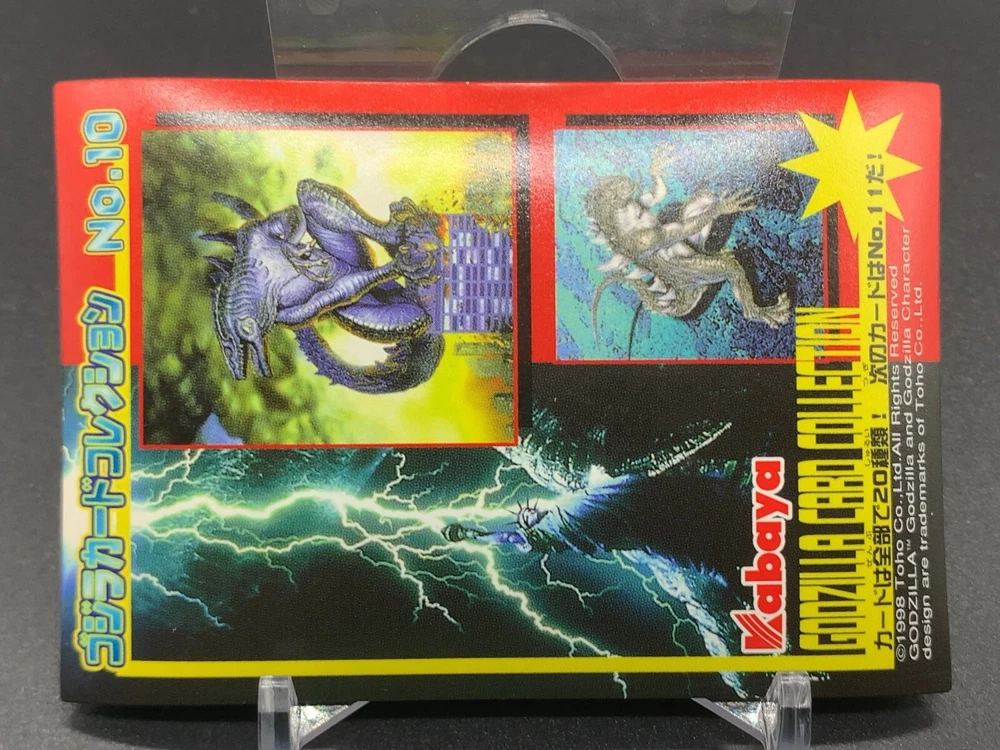 ゴジラカードコレクション No.10
Kabaya
GODZILLA CARD COLLECTION
カードは全部で20種類！ 次のカードはNo.11だ！
©1998 Toho Co.,Ltd.All Rights Reserved
GODZILLA™ Godzilla and Godzilla Character
design are trademarks of Toho Co.,Ltd.